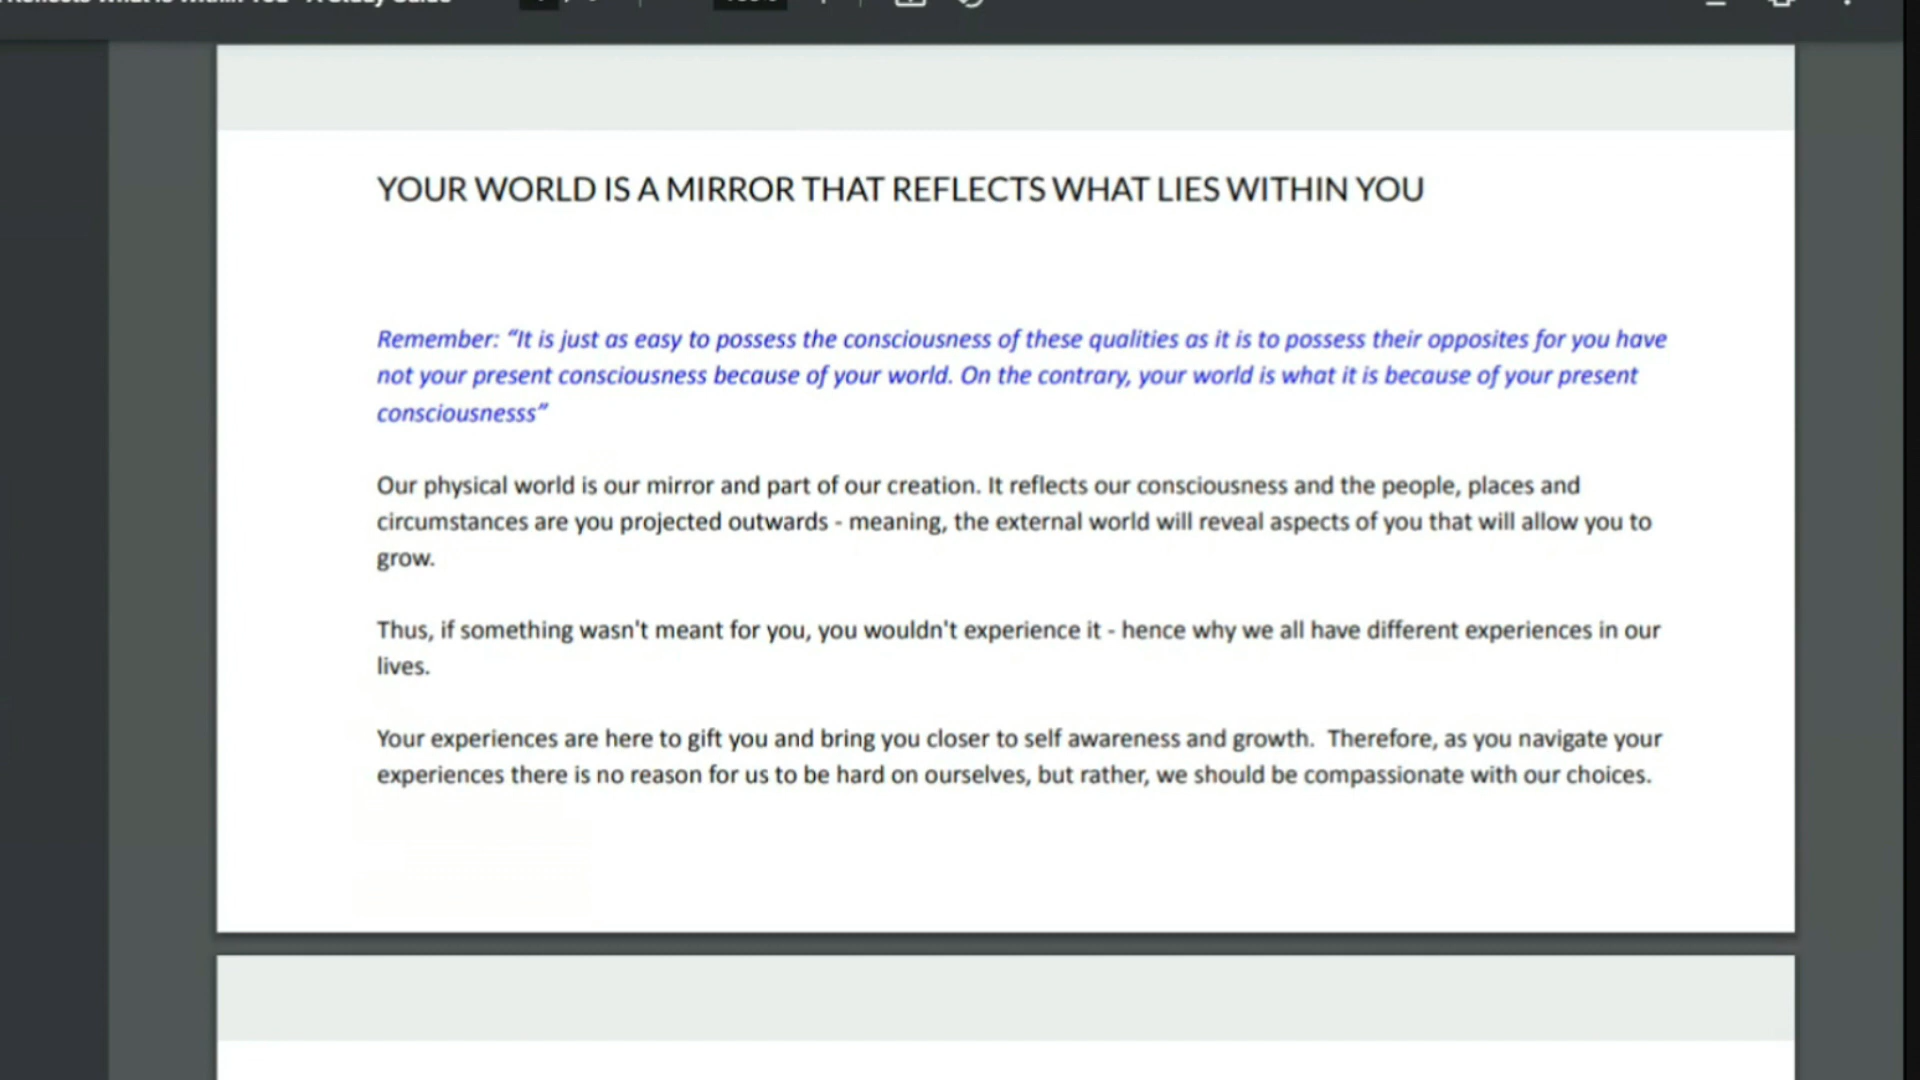 What is Within You - A Study Guide
YOUR WORLD IS A MIRROR THAT REFLECTS WHAT LIES WITHIN YOU
Remember: “It is just as easy to possess the consciousness of these qualities as it is to possess their opposites for you have
not your present consciousness because of your world. On the contrary, your world is what it is because of your present
consciousnesss”
Our physical world is our mirror and part of our creation. It reflects our consciousness and the people, places and
circumstances are you projected outwards - meaning, the external world will reveal aspects of you that will allow you to
grow.
Thus, if something wasn't meant for you, you wouldn't experience it - hence why we all have different experiences in our
lives.
Your experiences are here to gift you and bring you closer to self awareness and growth. Therefore, as you navigate your
experiences there is no reason for us to be hard on ourselves, but rather, we should be compassionate with our choices.